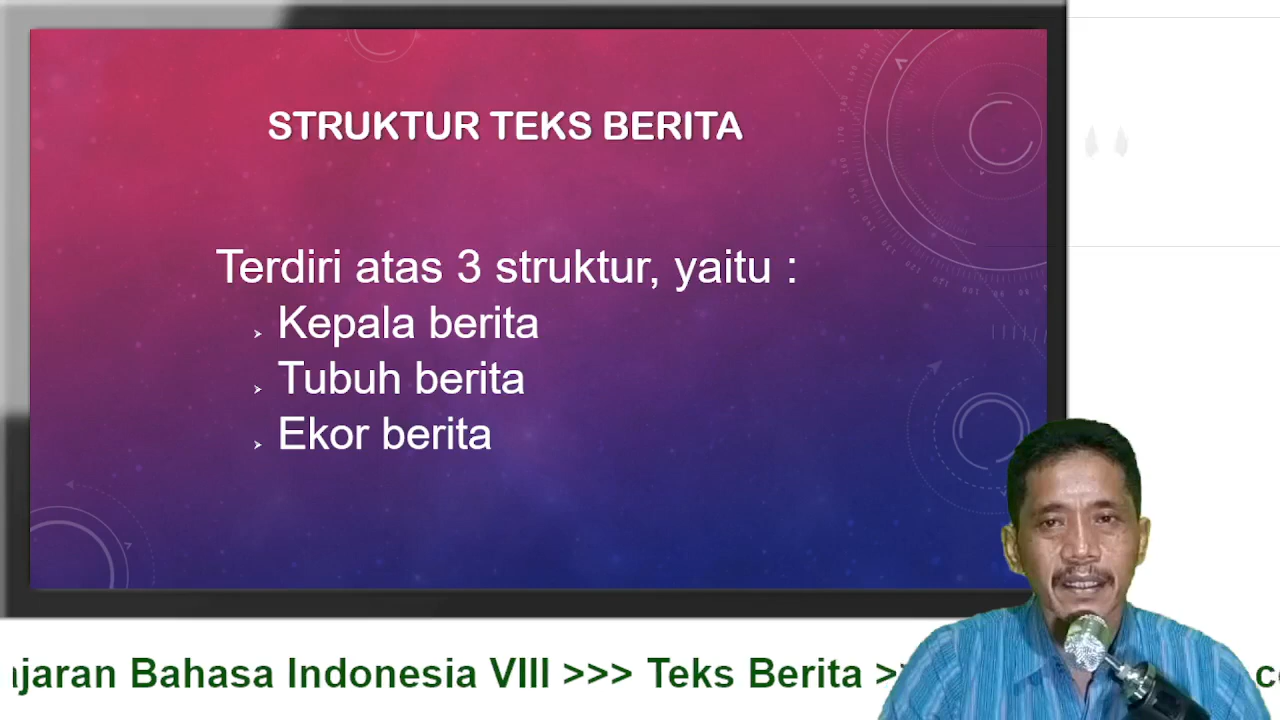 STRUKTUR TEKS BERITA
Terdiri atas 3 struktur, yaitu :
Kepala berita
Tubuh berita
Ekor berita
Bahasa Indonesia VIII >>> Teks Berita